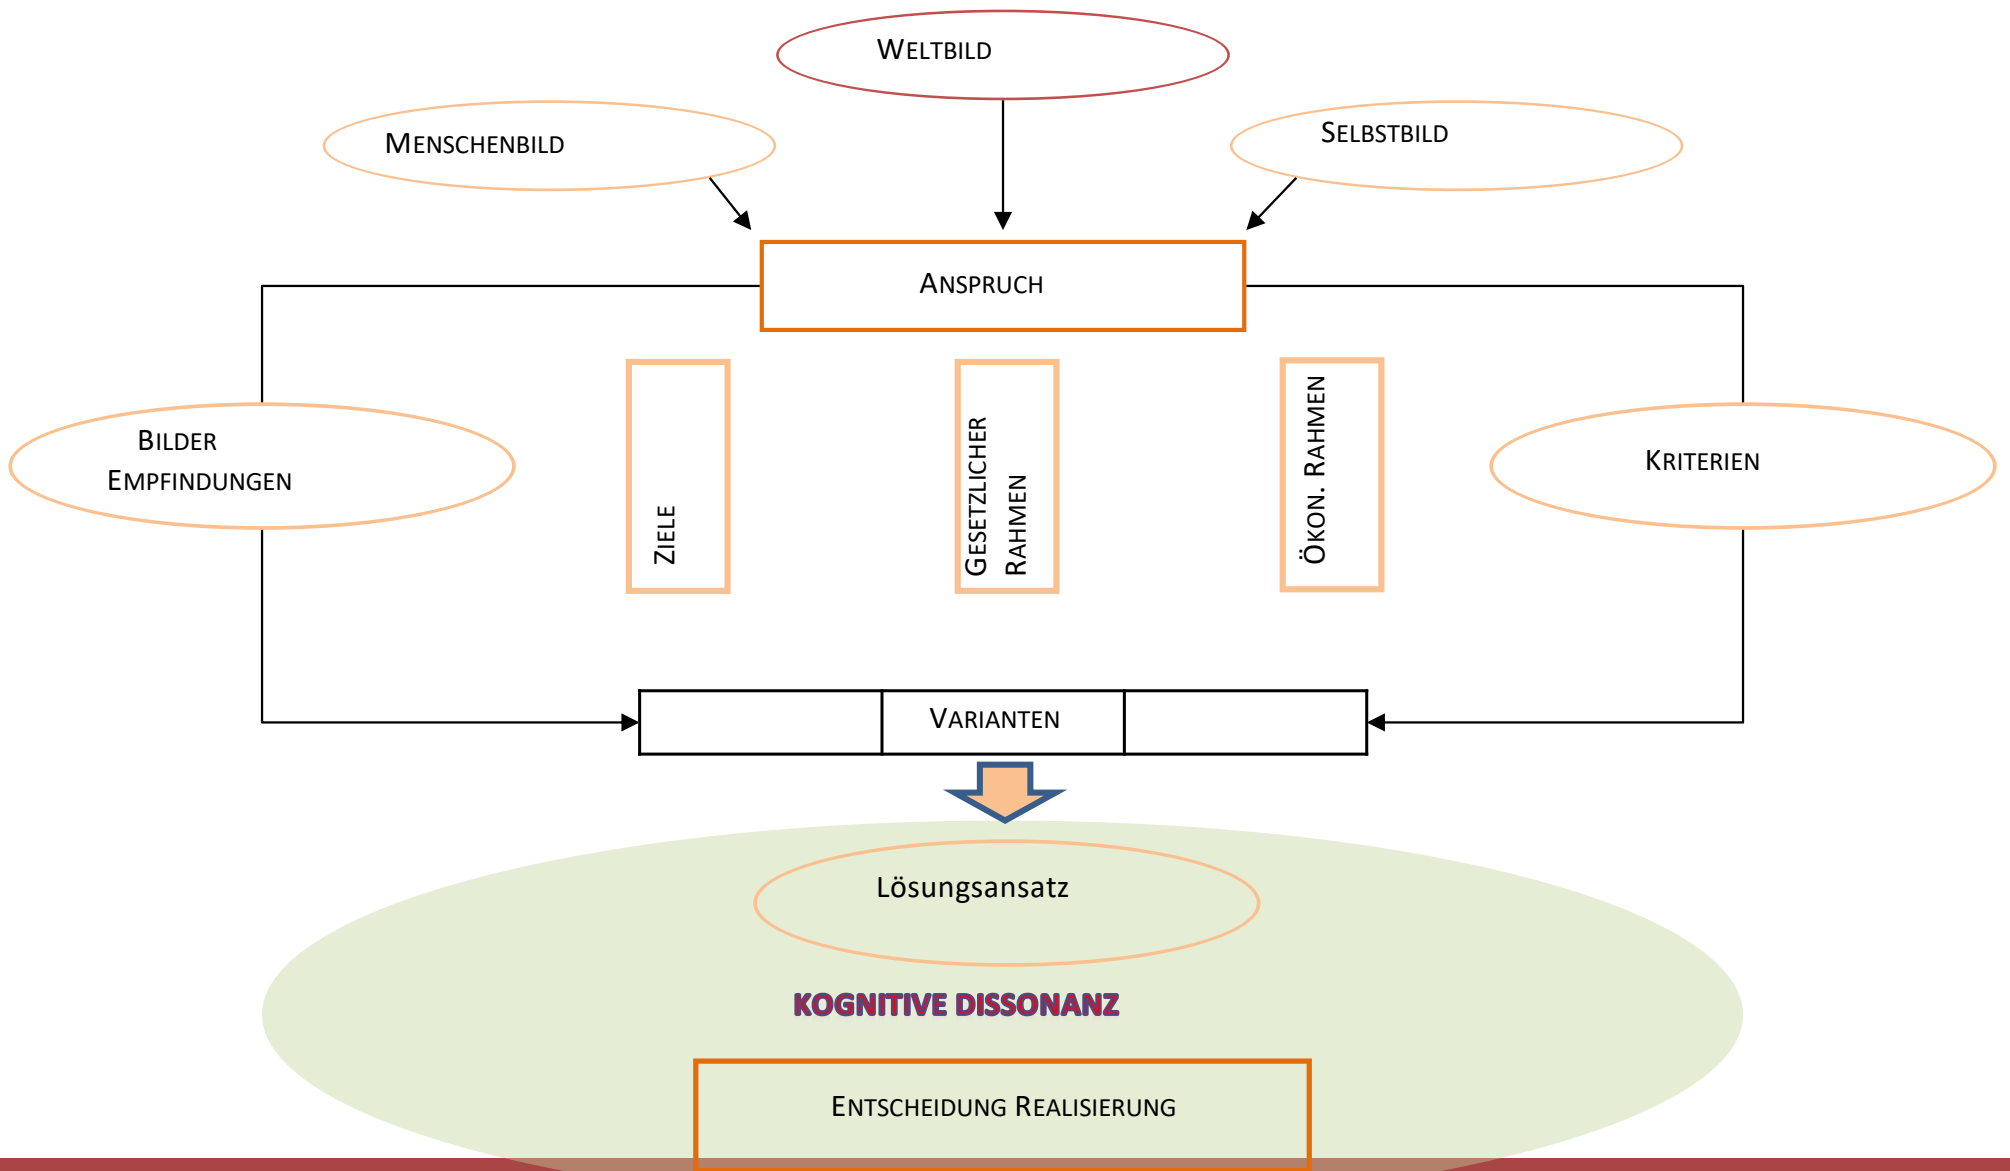 WELTBILD
MENSCHENBILD
SELBSTBILD
ANSPRUCH
BILDER
EMPFINDUNGEN
ZIELE
GESETZLICHER
RAHMEN
ÖKON. RAHMEN
KRITERIEN
VARIANTEN
Lösungsansatz
KOGNITIVE DISSONANZ
ENTSCHEIDUNG REALISIERUNG